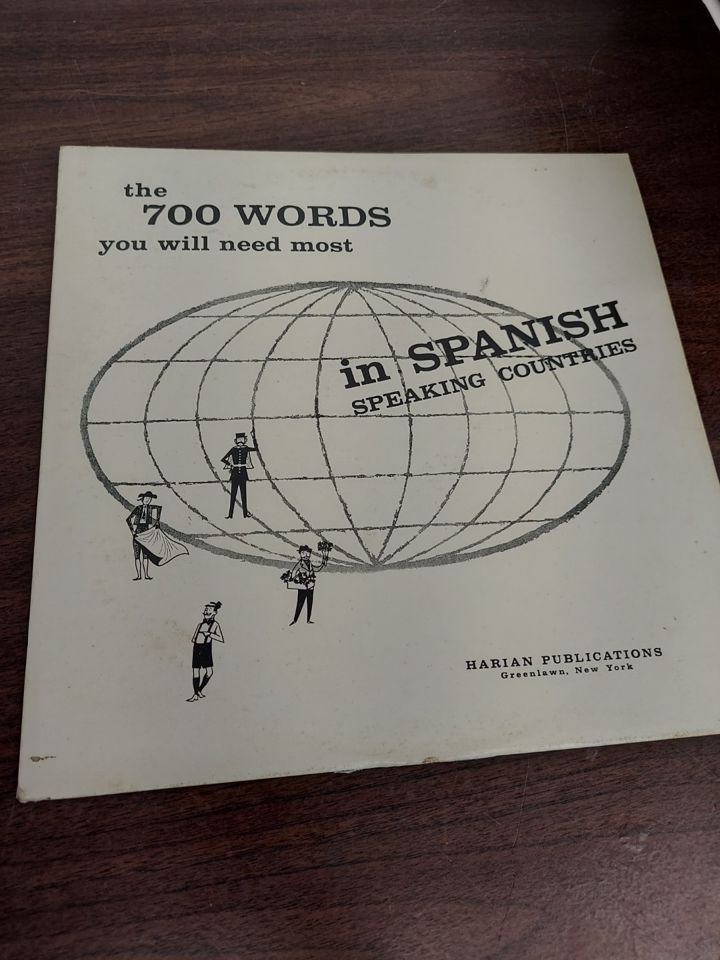 the
700 WORDS
you will need most
in SPANISH
SPEAKING COUNTRIES
HARIAN PUBLICATIONS
Greenlawn, New York